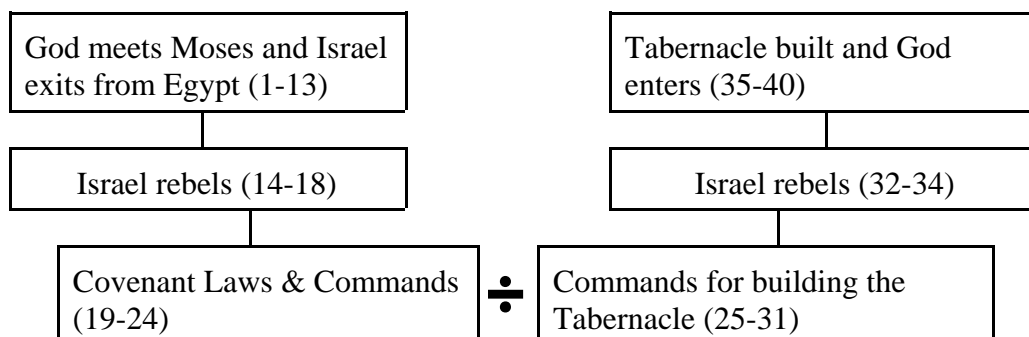 God meets Moses and Israel
exits from Egypt (1-13)
Tabernacle built and God
enters (35-40)
Israel rebels (14-18)
Israel rebels (32-34)
Covenant Laws & Commands
(19-24)
÷
Commands for building the
Tabernacle (25-31)